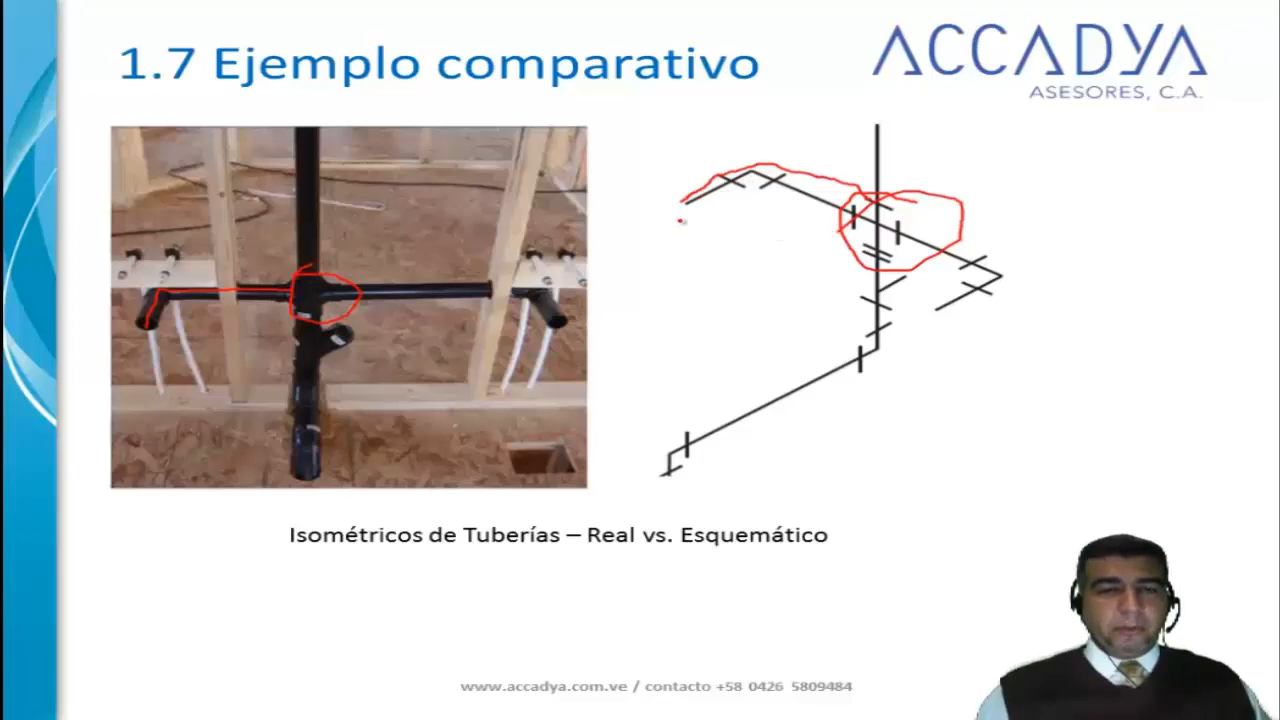 1.7 Ejemplo comparativo
ACCADYA
ASESORES, C.A.
Isométricos de Tuberías – Real vs. Esquemático
www.accadya.com.ve / contacto +58 0426 5809484